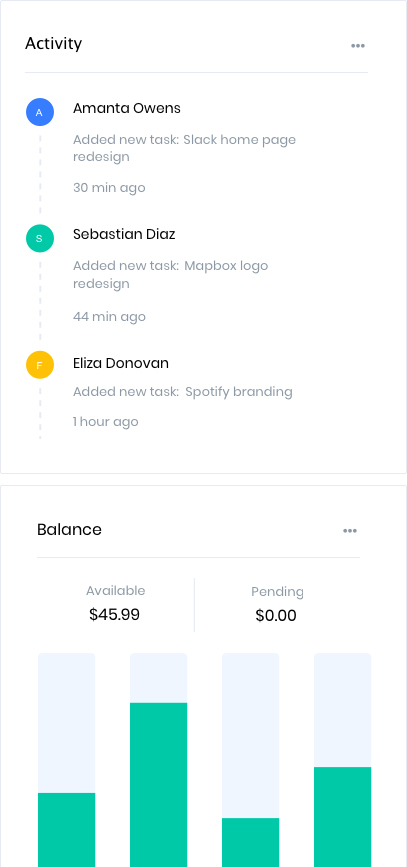 Activity
A
Amanta Owens
Added new task: Slack home page
redesign
30 min ago
S
Sebastian Diaz
Added new task: Mapbox logo
redesign
44 min ago
F
Eliza Donovan
Added new task: Spotify branding
1 hour ago
Balance
Available
Pending
$45.99
$0.00